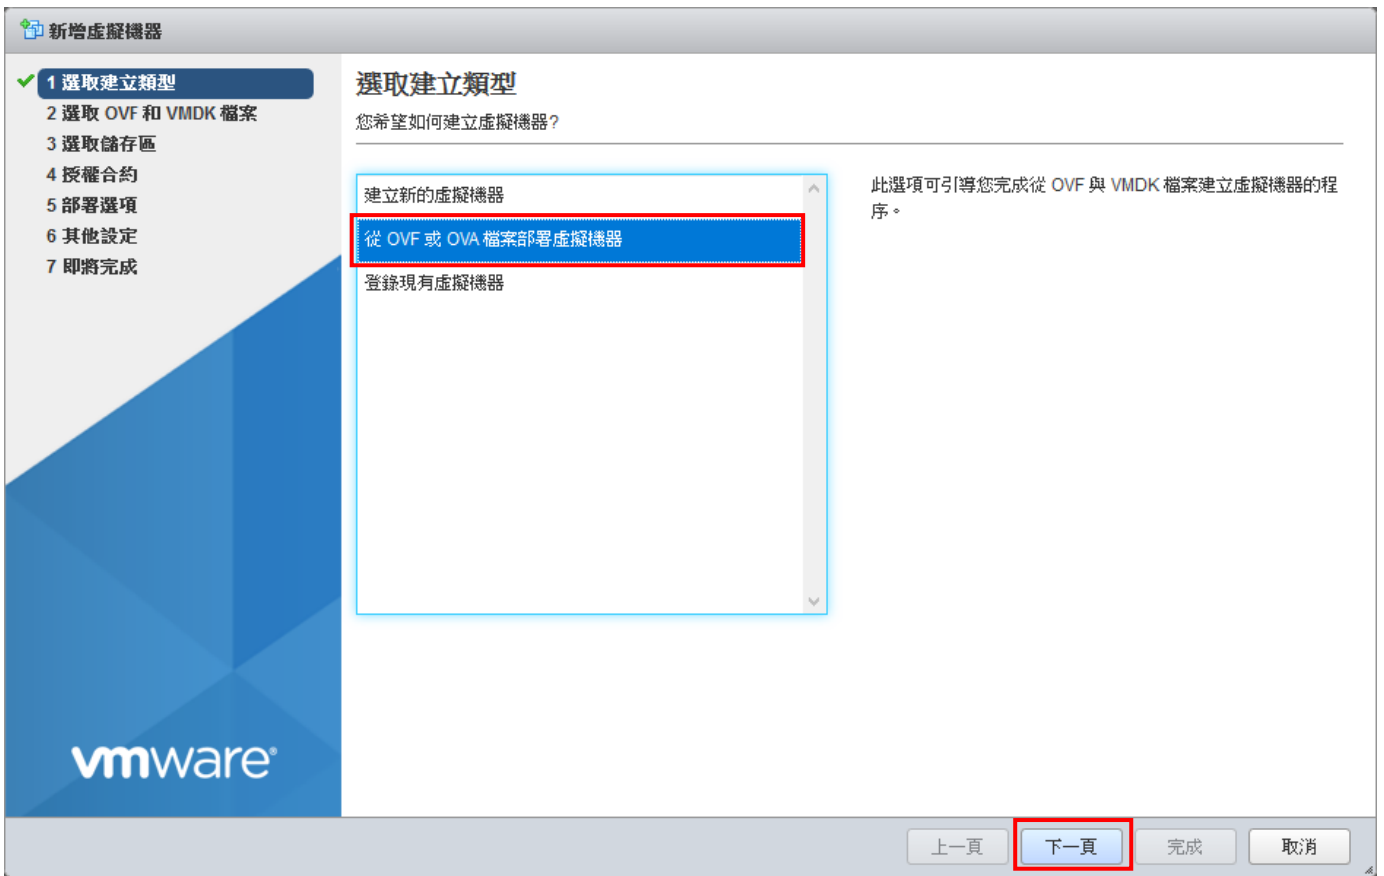 新增虛擬機器
1 選取建立類型
2 選取 OVF 和 VMDK 檔案
3 選取儲存區
4 授權合約
5 部署選項
6 其他設定
7 即將完成
vmware®
選取建立類型
您希望如何建立虛擬機器?
建立新的虛擬機器
從 OVF 或 OVA 檔案部署虛擬機器
登錄現有虛擬機器
此選項可引導您完成從 OVF 與 VMDK 檔案建立虛擬機器的程
序。
上一頁
下一頁
完成
取消